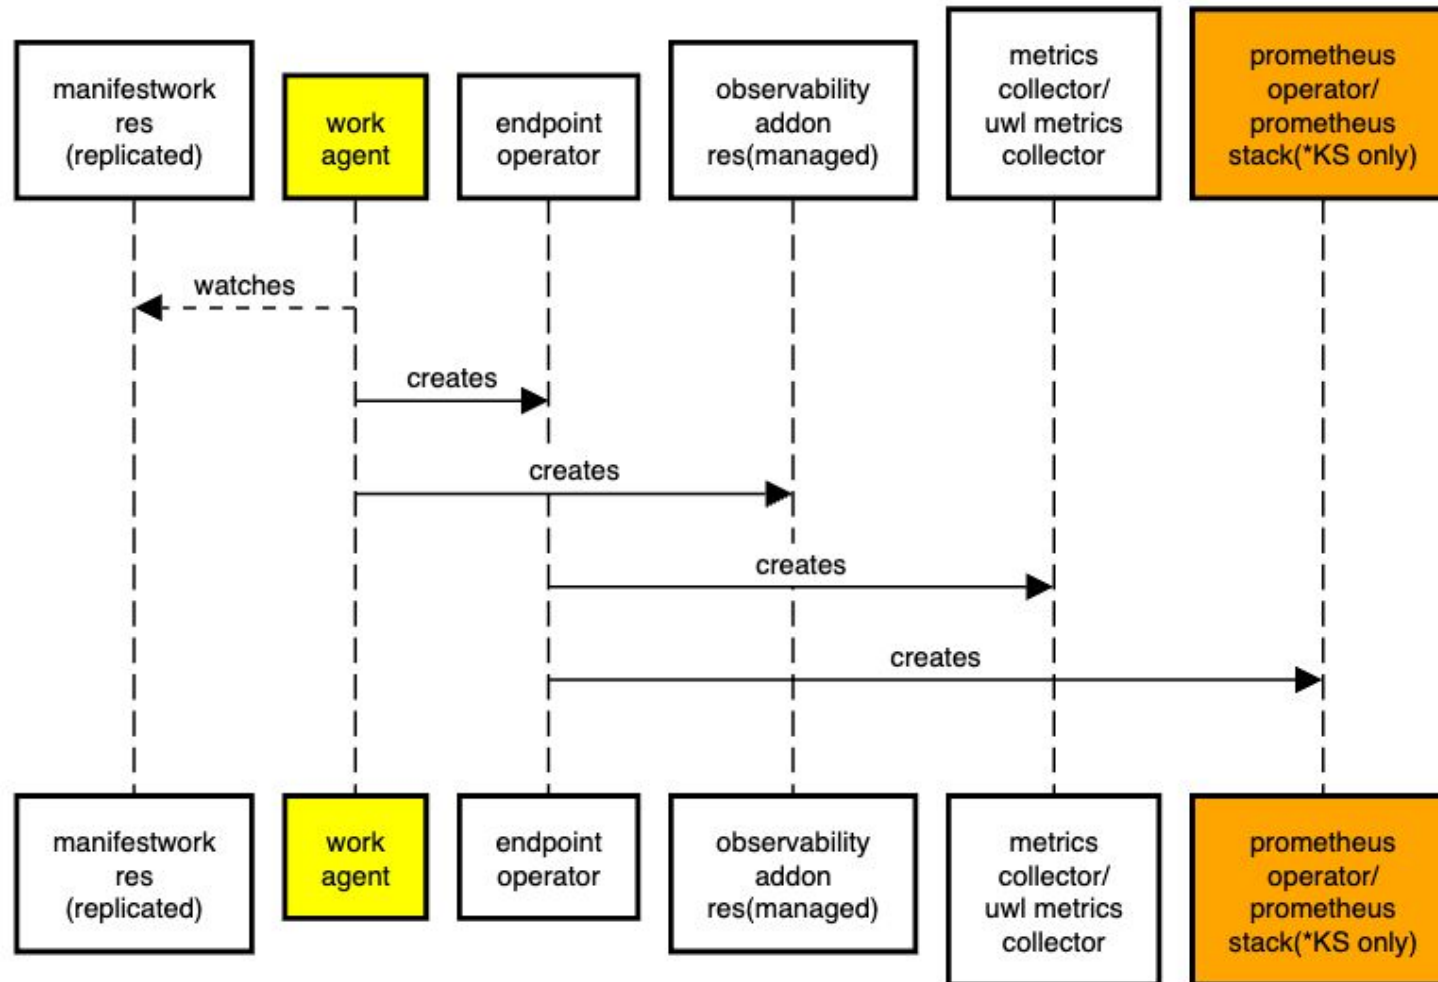 manifestwork
res
(replicated)
work
agent
endpoint
operator
observability
addon
res(managed)
metrics
collector/
uwl metrics
collector
prometheus
operator/
prometheus
stack(*KS only)
watches
creates
creates
creates
creates
manifestwork
res
(replicated)
work
agent
endpoint
operator
observability
addon
res(managed)
metrics
collector/
uwl metrics
collector
prometheus
operator/
prometheus
stack(*KS only)